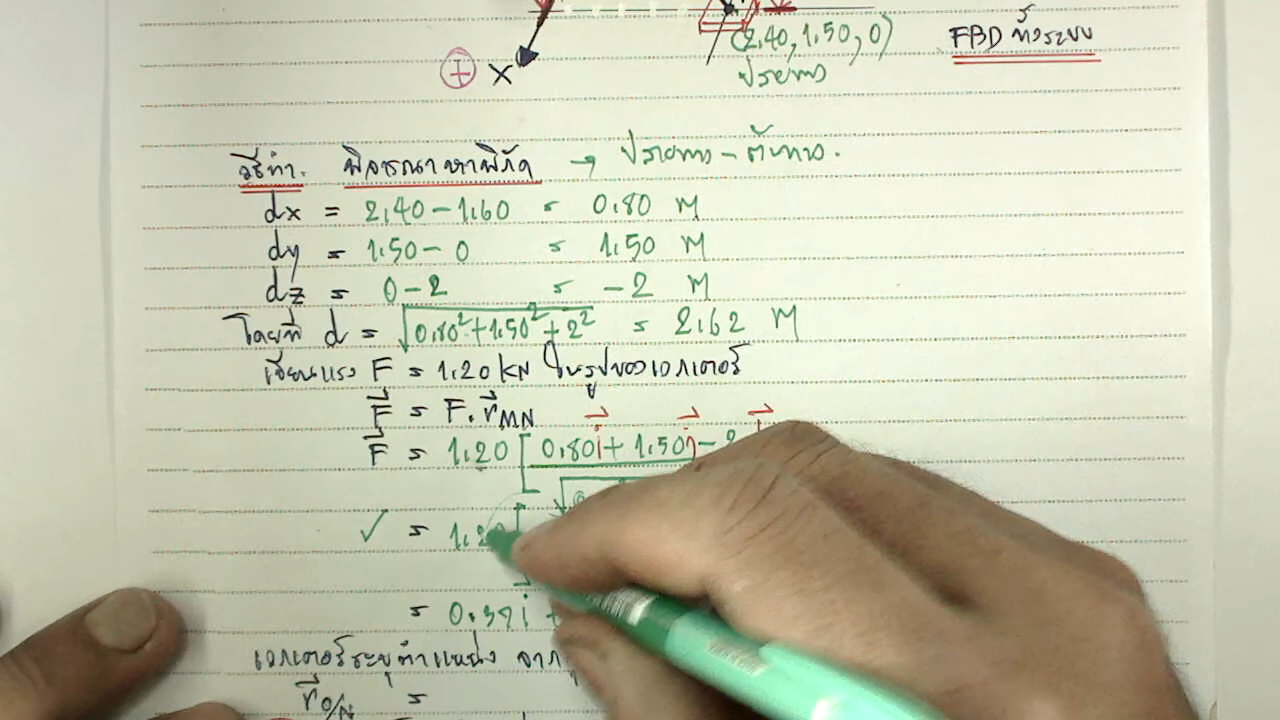 (2.40, 1.50, 0) FBD ทั้งระบบ
+ X ปลายทาง
วิธีทำ. พิจารณาหาพิกัด → ปลายทาง - ต้นทาง.
dx = 2.40 - 1.60 = 0.80 M
dy = 1.50 - 0 = 1.50 M
dz = 0 - 2 = -2 M
โดยที่ d = √0.80² + 1.50² + 2² = 2.62 M
เขียนแรง F = 1.20 KN ในรูปของเวกเตอร์
F⃗ = F. r⃗MN
F⃗ = 1.20 [ 0.80i + 1.50j - 2
✓ = 1.20 [
= 0.37i +
เวกเตอร์ระบุตำแหน่ง จาก
r⃗O/N =